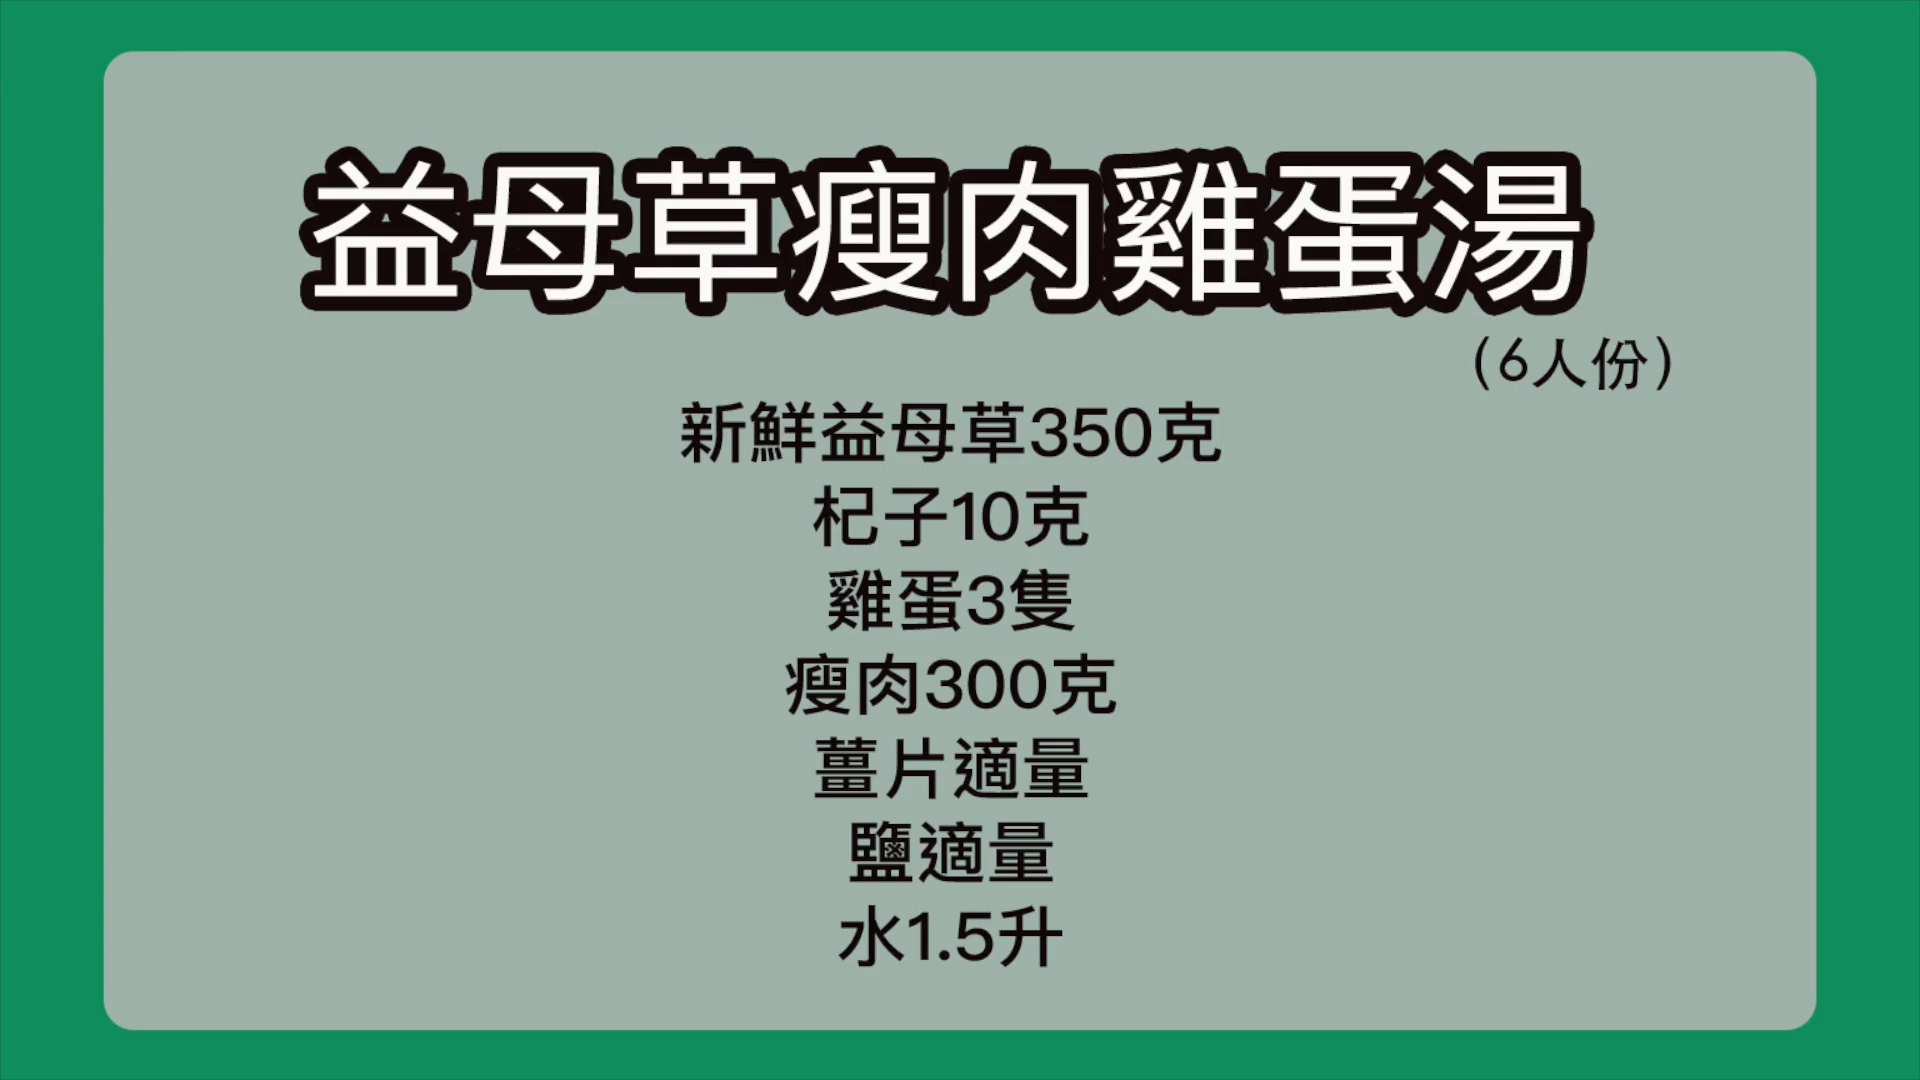 益母草瘦肉雞蛋湯
（6人份）
新鮮益母草350克
杞子10克
雞蛋3隻
瘦肉300克
薑片適量
鹽適量
水1.5升